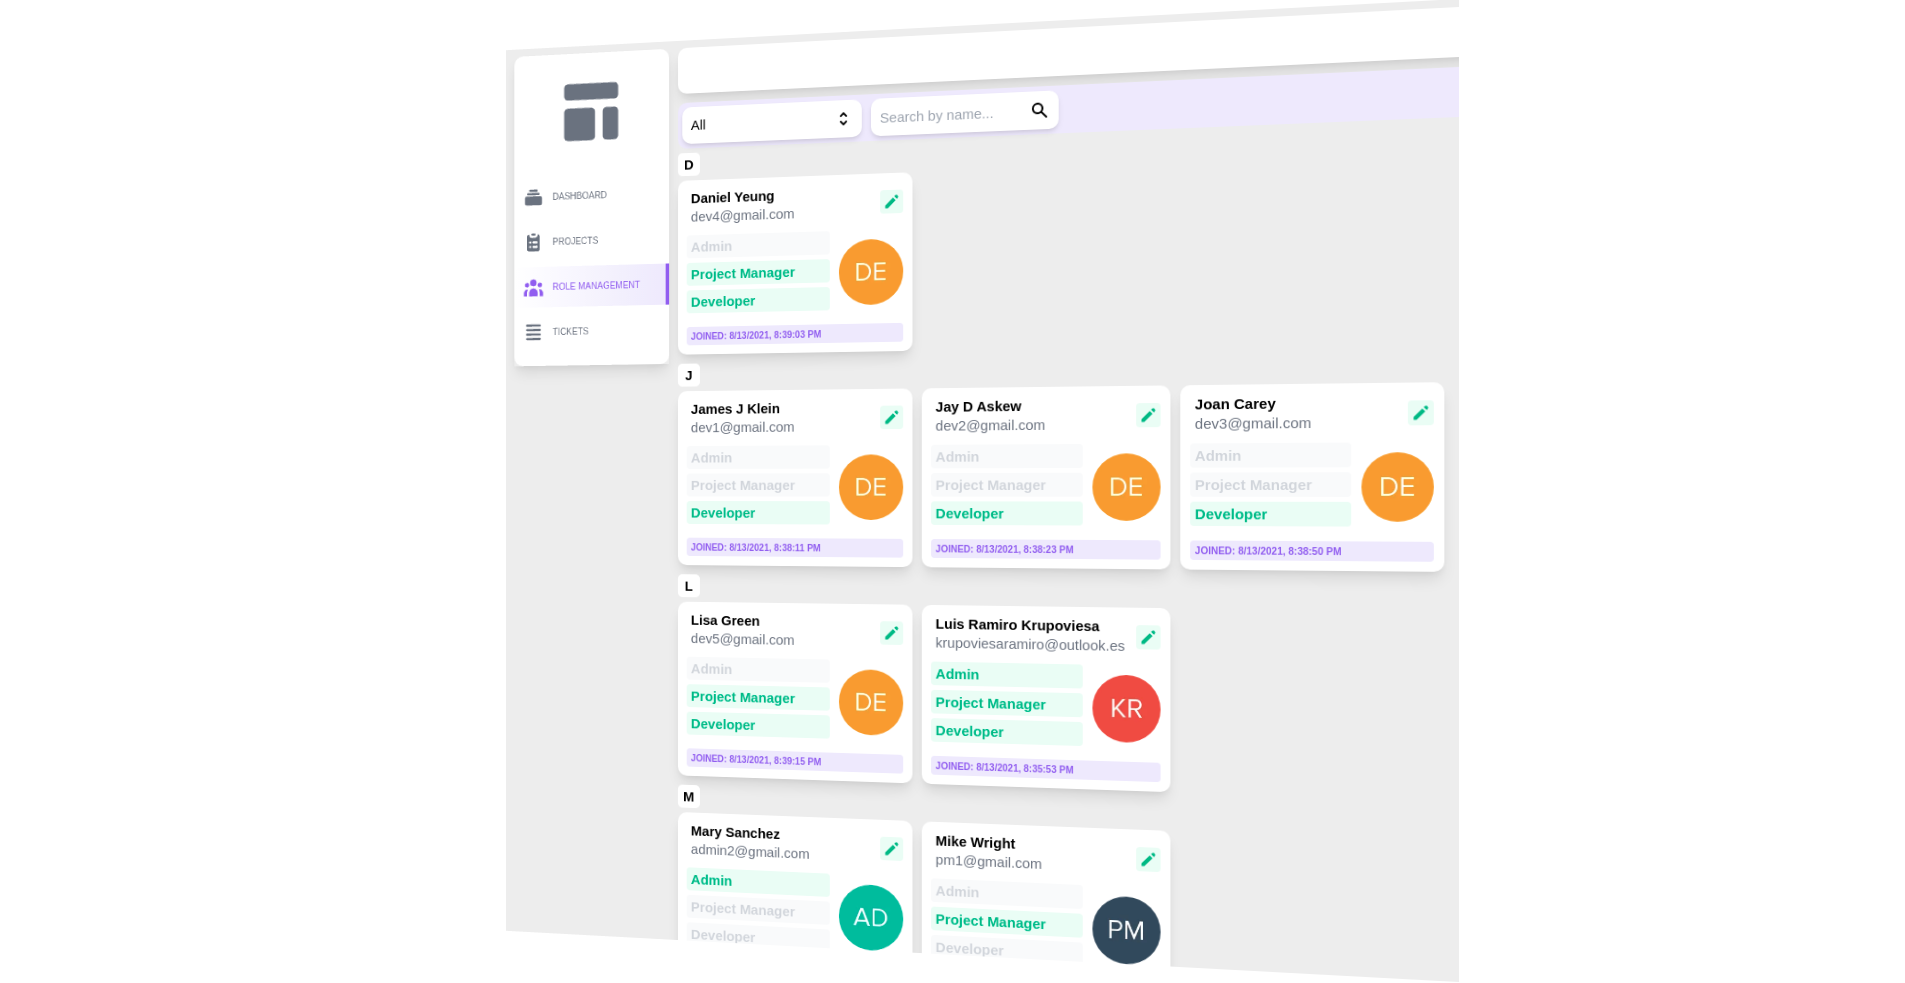 DASHBOARD
PROJECTS
ROLE MANAGEMENT
TICKETS
All
Search by name...
D
Daniel Yeung
dev4@gmail.com
Admin
Project Manager
Developer
DE
JOINED: 8/13/2021, 8:39:03 PM
J
James J Klein
dev1@gmail.com
Admin
Project Manager
Developer
DE
JOINED: 8/13/2021, 8:38:11 PM
Jay D Askew
dev2@gmail.com
Admin
Project Manager
Developer
DE
JOINED: 8/13/2021, 8:38:23 PM
Joan Carey
dev3@gmail.com
Admin
Project Manager
Developer
DE
JOINED: 8/13/2021, 8:38:50 PM
L
Lisa Green
dev5@gmail.com
Admin
Project Manager
Developer
DE
JOINED: 8/13/2021, 8:39:15 PM
Luis Ramiro Krupoviesa
krupoviesaramiro@outlook.es
Admin
Project Manager
Developer
KR
JOINED: 8/13/2021, 8:35:53 PM
M
Mary Sanchez
admin2@gmail.com
Admin
Project Manager
Developer
AD
Mike Wright
pm1@gmail.com
Admin
Project Manager
Developer
PM